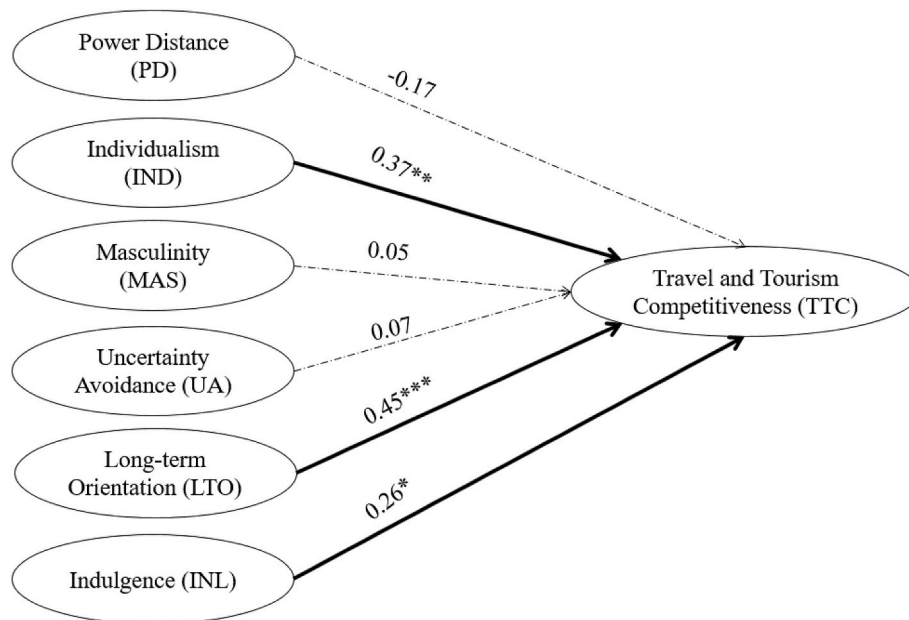 Power Distance
(PD)
-0.17
Individualism
(IND)
0.37**
Masculinity
(MAS)
0.05
Travel and Tourism
Competitiveness (TTC)
Uncertainty
Avoidance (UA)
0.07
Long-term
Orientation (LTO)
0.45***
Indulgence (INL)
0.26*